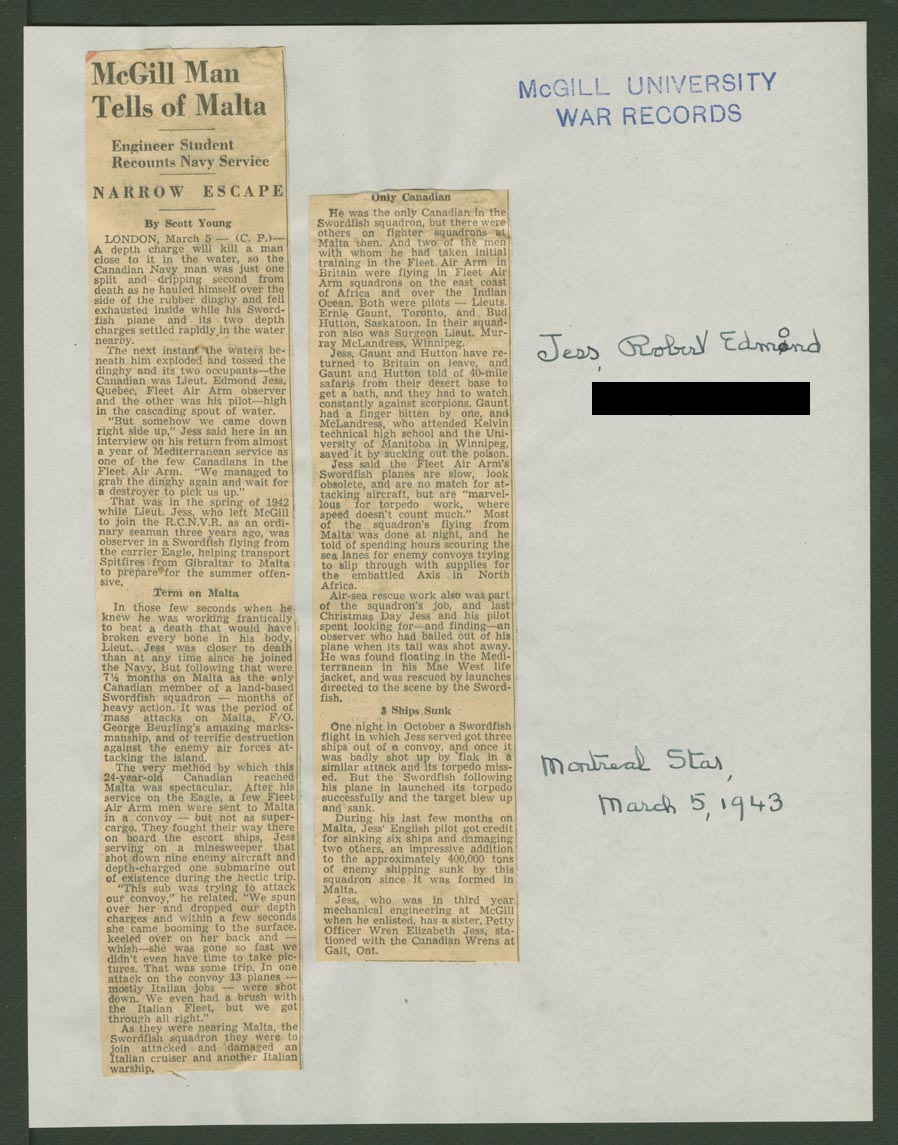 McGill Man
Tells of Malta
Engineer Student
Recounts Navy Service
NARROW ESCAPE
By Scott Young
LONDON, March 5 — (C. P.)—
A depth charge will kill a man
close to it in the water, so the
Canadian Navy man was just one
split and dripping second from
death as he hauled himself over the
side of the rubber dinghy and fell
exhausted inside while his Sword-
fish plane and its two depth
charges settled rapidly in the water
nearby.
The next instant the waters be-
neath him exploded and tossed the
dinghy and its two occupants—the
Canadian was Lieut. Edmond Jess,
Quebec, Fleet Air Arm observer
and the other was his pilot—high
in the cascading spout of water.
"But somehow we came down
right side up," Jess said here in an
interview on his return from almost
a year of Mediterranean service as
one of the few Canadians in the
Fleet Air Arm. "We managed to
grab the dinghy again and wait for
a destroyer to pick us up."
That was in the spring of 1942
while Lieut. Jess, who left McGill
to join the R.C.N.V.R. as an ordi-
nary seaman three years ago, was
observer in a Swordfish flying from
the carrier Eagle, helping transport
Spitfires from Gibraltar to Malta
to prepare for the summer offen-
sive.
Term on Malta
In those few seconds when he
knew he was working frantically
to beat a death that would have
broken every bone in his body,
Lieut. Jess was closer to death
than at any time since he joined
the Navy. But following that were
7½ months on Malta as the only
Canadian member of a land-based
Swordfish squadron — months of
heavy action. It was the period of
mass attacks on Malta, F/O.
George Beurling's amazing marks-
manship, and of terrific destruction
against the enemy air forces at-
tacking the island.
The very method by which this
24-year-old Canadian reached
Malta was spectacular. After his
service on the Eagle, a few Fleet
Air Arm men were sent to Malta
in a convoy — but not as super-
cargo. They fought their way there
on board the escort ships, Jess
serving on a minesweeper that
shot down nine enemy aircraft and
depth-charged one submarine out
of existence during the hectic trip.
"This sub was trying to attack
our convoy," he related. "We spun
over her and dropped our depth
charges and within a few seconds
she came booming to the surface,
keeled over on her back and —
whish—she was gone so fast we
didn't even have time to take pic-
tures. That was some trip. In one
attack on the convoy 13 planes —
mostly Italian jobs — were shot
down. We even had a brush with
the Italian Fleet, but we got
through all right."
As they were nearing Malta, the
Swordfish squadron they were to
join attacked and damaged an
Italian cruiser and another Italian
warship.
Only Canadian
He was the only Canadian in the
Swordfish squadron, but there were
others on fighter squadrons at
Malta then. And two of the men
with whom he had taken initial
training in the Fleet Air Arm in
Britain were flying in Fleet Air
Arm squadrons on the east coast
of Africa and over the Indian
Ocean. Both were pilots — Lieuts.
Ernie Gaunt, Toronto, and Bud
Hutton, Saskatoon. In their squad-
ron also was Surgeon Lieut. Mur-
ray McLandress, Winnipeg.
Jess, Gaunt and Hutton have re-
turned to Britain on leave, and
Gaunt and Hutton told of 40-mile
safaris from their desert base to
get a bath, and they had to watch
constantly against scorpions. Gaunt
had a finger bitten by one, and
McLandress, who attended Kelvin
technical high school and the Uni-
versity of Manitoba in Winnipeg,
saved it by sucking out the poison.
Jess said the Fleet Air Arm's
Swordfish planes are slow, look
obsolete, and are no match for at-
tacking aircraft, but are "marvel-
lous for torpedo work, where
speed doesn't count much." Most
of the squadron's flying from
Malta was done at night, and he
told of spending hours scouring the
sea lanes for enemy convoys trying
to slip through with supplies for
the embattled Axis in North
Africa.
Air-sea rescue work also was part
of the squadron's job, and last
Christmas Day Jess and his pilot
spent looking for—and finding—an
observer who had bailed out of his
plane when its tail was shot away.
He was found floating in the Medi-
terranean in his Mae West life
jacket, and was rescued by launches
directed to the scene by the Sword-
fish.
3 Ships Sunk
One night in October a Swordfish
flight in which Jess served got three
ships out of a convoy, and once it
was badly shot up by flak in a
similar attack and its torpedo miss-
ed. But the Swordfish following
his plane in launched its torpedo
successfully and the target blew up
and sank.
During his last few months on
Malta, Jess' English pilot got credit
for sinking six ships and damaging
two others, an impressive addition
to the approximately 400,000 tons
of enemy shipping sunk by this
squadron since it was formed in
Malta.
Jess, who was in third year
mechanical engineering at McGill
when he enlisted, has a sister, Petty
Officer Wren Elizabeth Jess, sta-
tioned with the Canadian Wrens at
Galt, Ont.
McGILL UNIVERSITY
WAR RECORDS
Jess, Robert Edmond
Montreal Star,
March 5, 1943